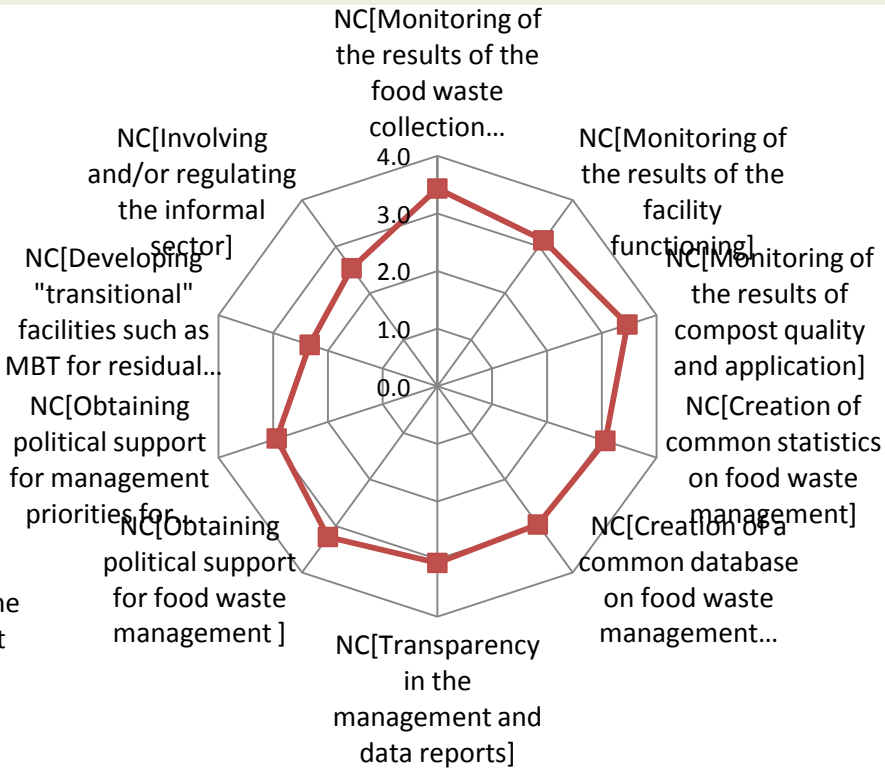 NC[Monitoring of
the results of the
food waste
collection…
NC[Monitoring of
the results of the
facility
functioning]
NC[Monitoring of
the results of
compost quality
and application]
NC[Creation of
common statistics
on food waste
management]
NC[Creation of a
common database
on food waste
management…
NC[Transparency
in the
management and
data reports]
NC[Obtaining
political support
for food waste
management ]
NC[Obtaining
political support
for management
priorities for…
NC[Developing
"transitional"
facilities such as
MBT for residual…
NC[Involving
and/or regulating
the informal
sector]
4.0
3.0
2.0
1.0
0.0